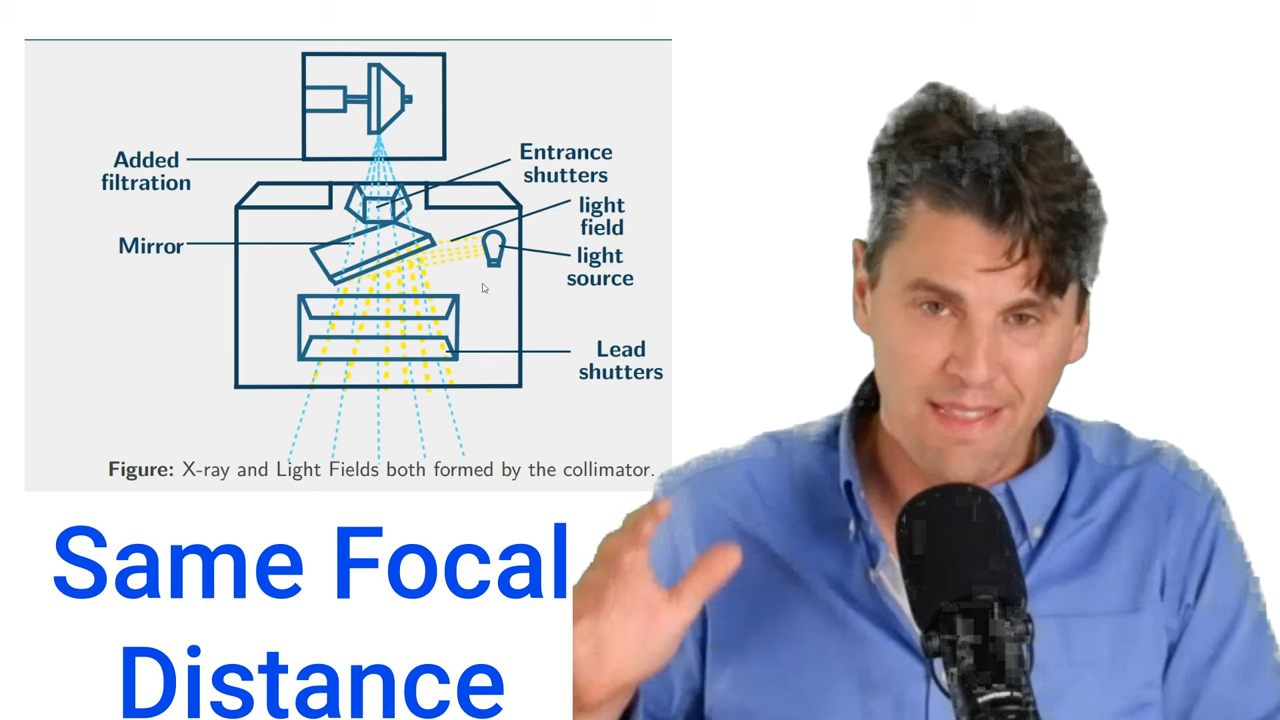 Added
filtration
Entrance
shutters
light
field
Mirror
light
source
Lead
shutters
Figure: X-ray and Light Fields both formed by the collimator.
Same Focal
Distance